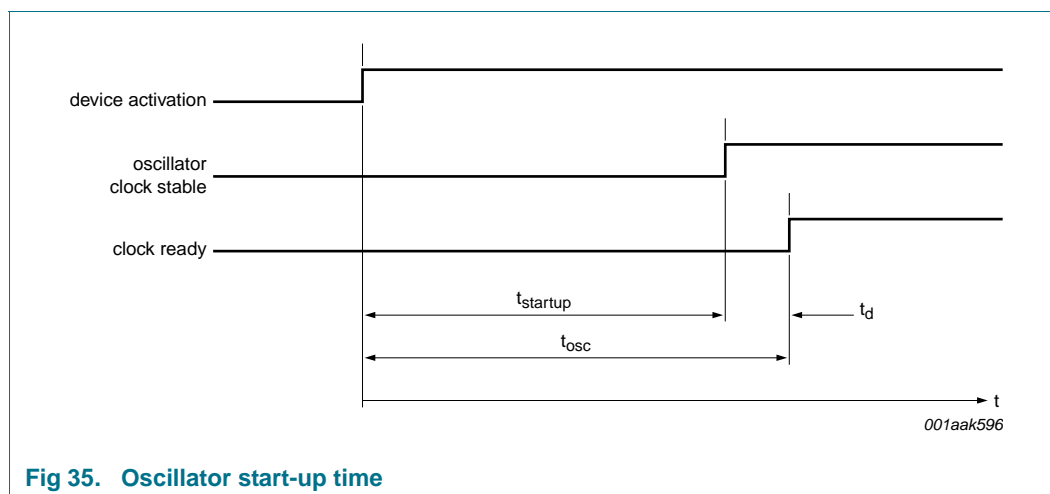 device activation
oscillator
clock stable
clock ready
tstartup
td
tosc
t
001aak596
Fig 35. Oscillator start-up time